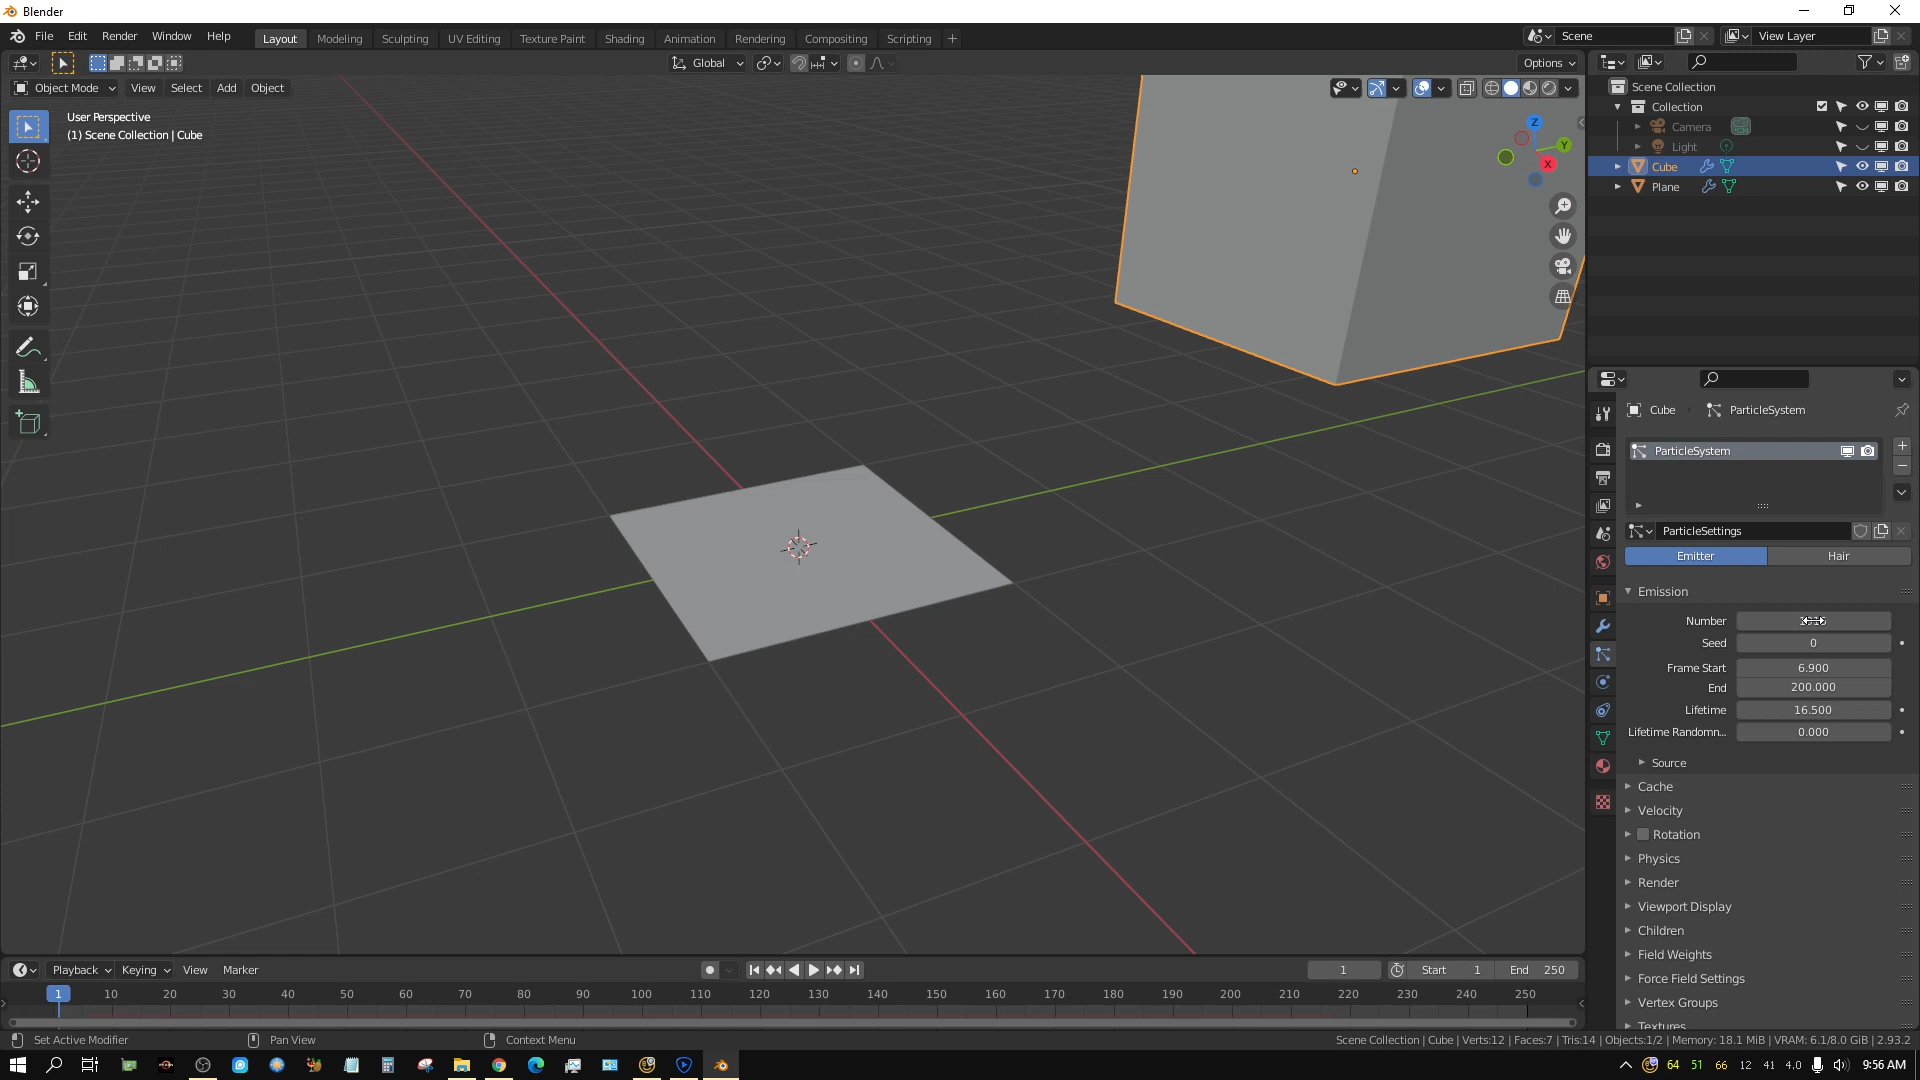 Blender
File Edit Render Window Help
Layout Modeling Sculpting UV Editing Texture Paint Shading Animation Rendering Compositing Scripting
Scene
View Layer
Global
Options
Object Mode View Select Add Object
User Perspective
(1) Scene Collection | Cube
Z
Y
X
Scene Collection
Collection
Camera
Light
Cube
Plane
Cube ParticleSystem
ParticleSystem
ParticleSettings
Emitter Hair
Emission
Number
Seed 0
Frame Start 6.900
End 200.000
Lifetime 16.500
Lifetime Randomn... 0.000
Source
Cache
Velocity
Rotation
Physics
Render
Viewport Display
Children
Field Weights
Force Field Settings
Vertex Groups
Textures
Playback Keying View Marker
1 Start 1 End 250
1 10 20 30 40 50 60 70 80 90 100 110 120 130 140 150 160 170 180 190 200 210 220 230 240 250
Set Active Modifier Pan View Context Menu
Scene Collection | Cube | Verts:12 | Faces:7 | Tris:14 | Objects:1/2 | Memory: 18.1 MiB | VRAM: 6.1/8.0 GiB | 2.93.2
64 51 66 12 41 4.0 9:56 AM